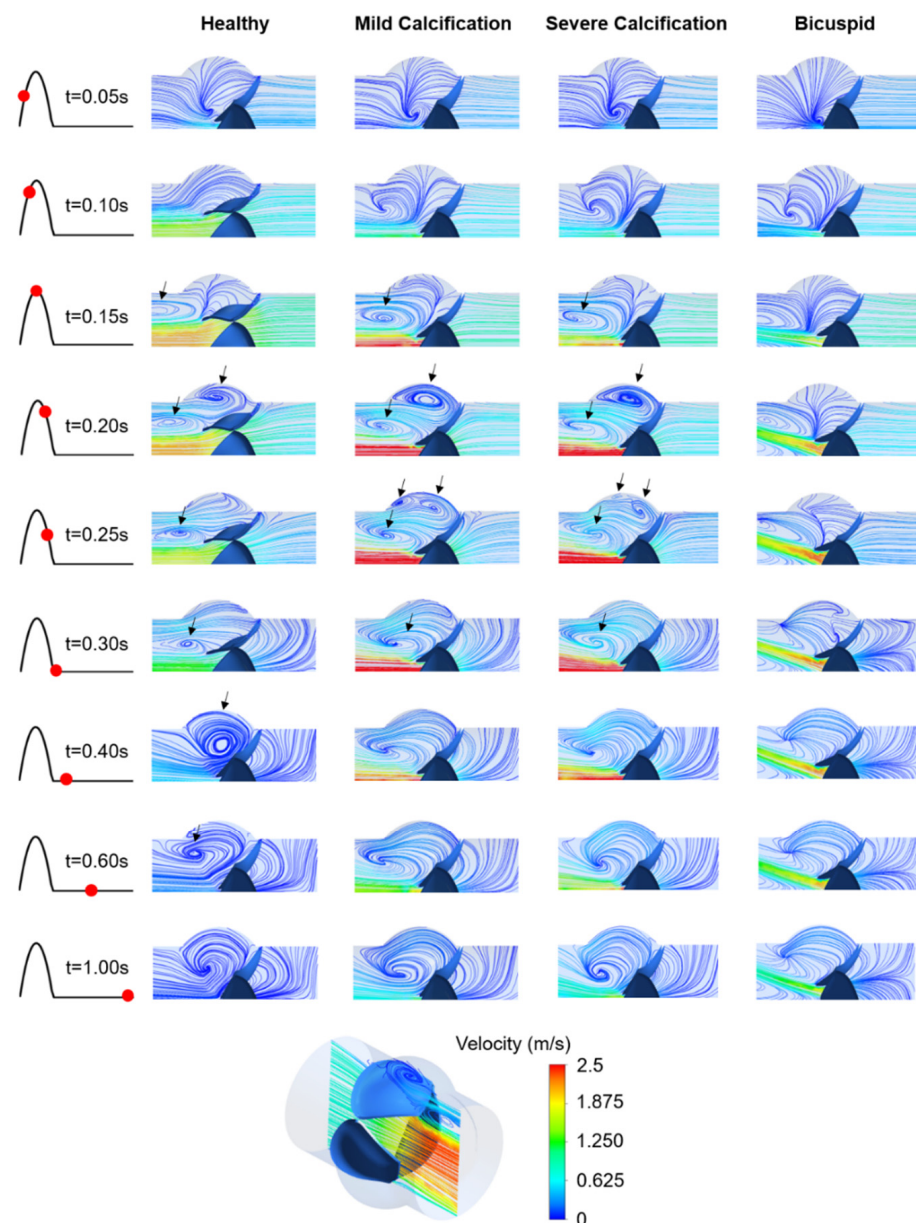 Healthy Mild Calcification Severe Calcification Bicuspid
t=0.05s
t=0.10s
t=0.15s
t=0.20s
t=0.25s
t=0.30s
t=0.40s
t=0.60s
t=1.00s
Velocity (m/s)
2.5
1.875
1.250
0.625
0